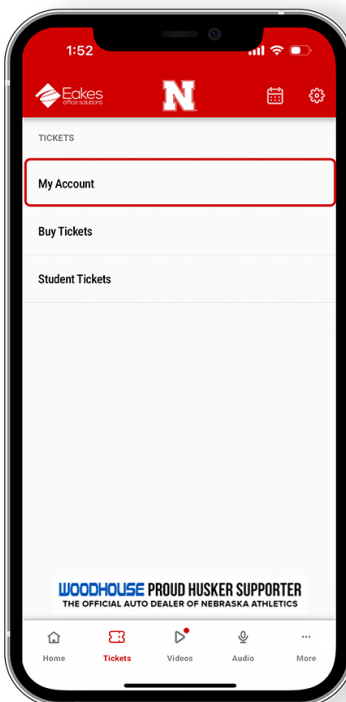 1:52
Eakes
office solutions
N
TICKETS
My Account
Buy Tickets
Student Tickets
WOODHOUSE PROUD HUSKER SUPPORTER
THE OFFICIAL AUTO DEALER OF NEBRASKA ATHLETICS
Home Tickets Videos Audio More